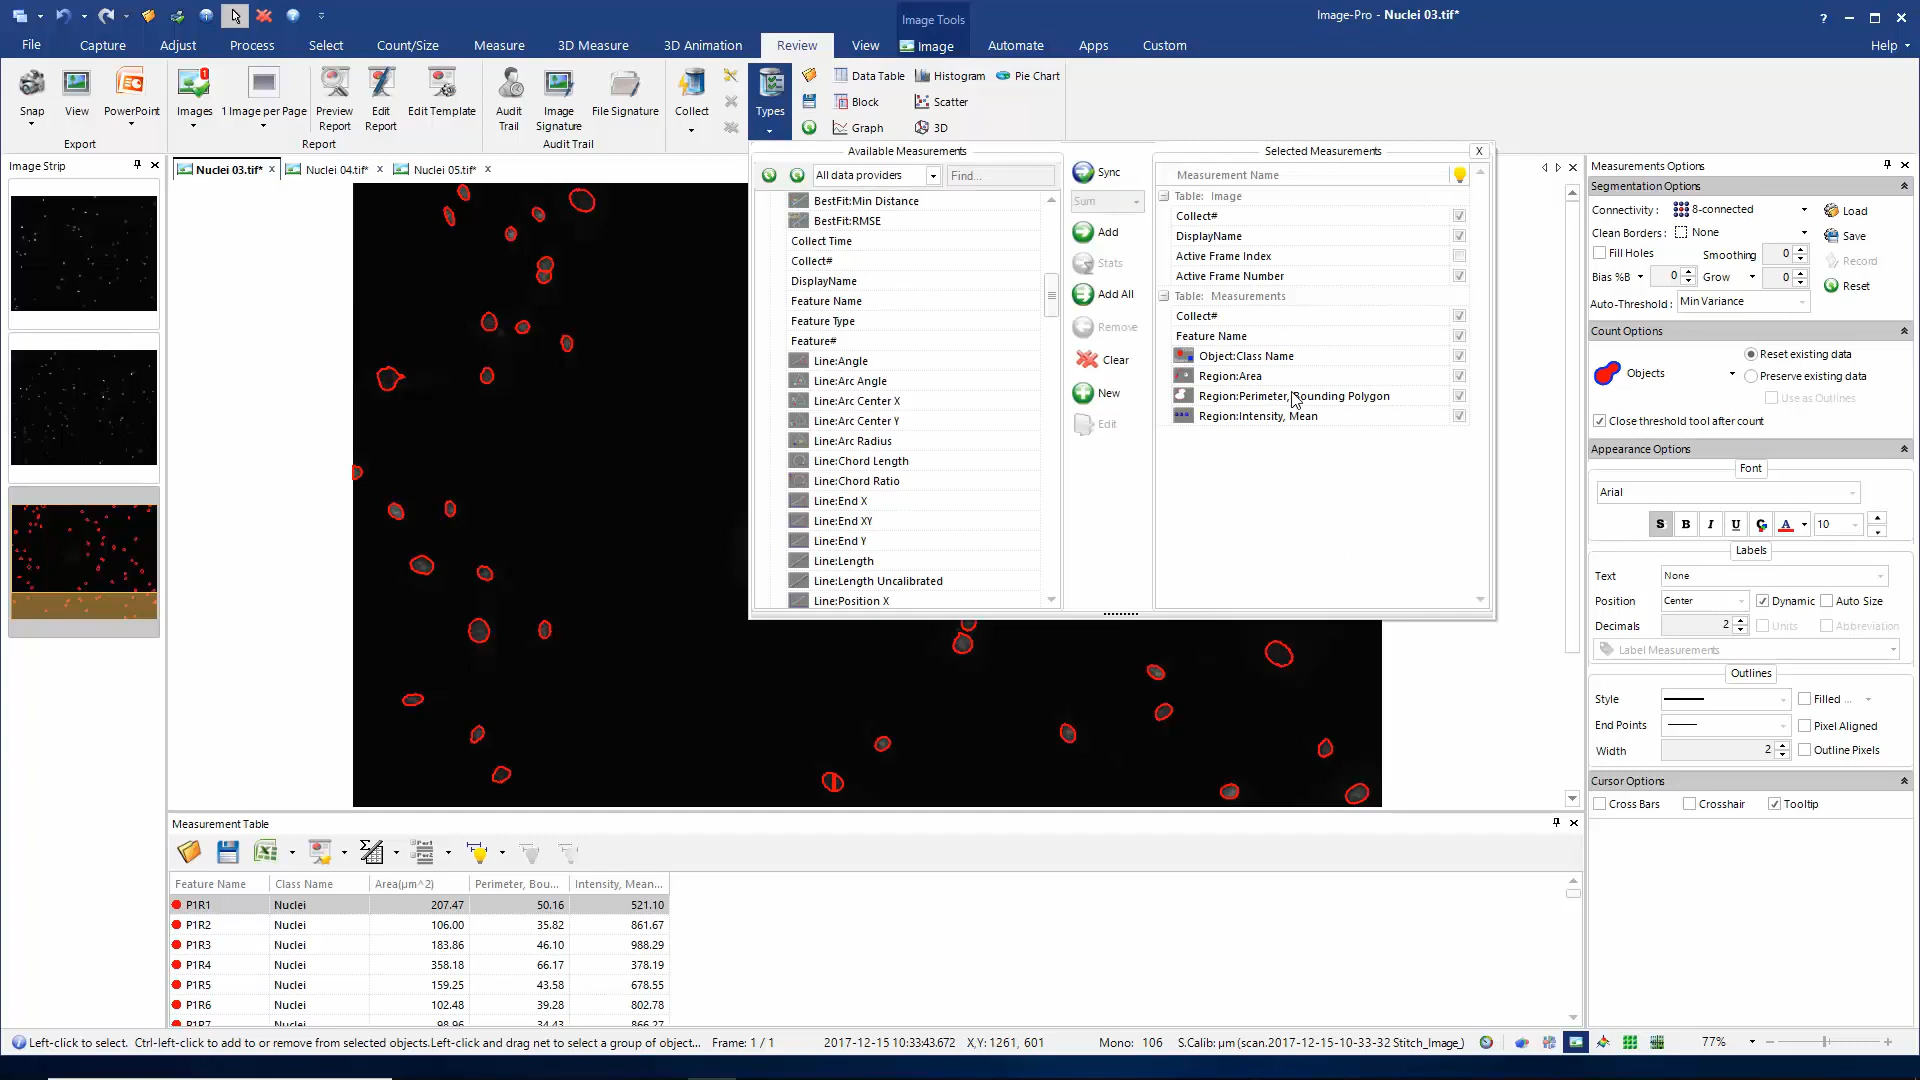 Image Tools
Image-Pro - Nuclei 03.tif*
?
File
Capture
Adjust
Process
Select
Count/Size
Measure
3D Measure
3D Animation
Review
View
Image
Automate
Apps
Custom
Help
Snap
View
PowerPoint
Export
Images
1 Image per Page
Preview Report
Edit Report
Edit Template
Report
Audit Trail
Image Signature
File Signature
Audit Trail
Collect
Types
Data Table
Histogram
Pie Chart
Block
Scatter
Graph
3D
Image Strip
Nuclei 03.tif*
Nuclei 04.tif*
Nuclei 05.tif*
Available Measurements
All data providers
Find...
BestFit:Min Distance
BestFit:RMSE
Collect Time
Collect#
DisplayName
Feature Name
Feature Type
Feature#
Line:Angle
Line:Arc Angle
Line:Arc Center X
Line:Arc Center Y
Line:Arc Radius
Line:Chord Length
Line:Chord Ratio
Line:End X
Line:End XY
Line:End Y
Line:Length
Line:Length Uncalibrated
Line:Position X
Sync
Sum
Add
Stats
Add All
Remove
Clear
New
Edit
Selected Measurements
X
Measurement Name
Table: Image
Collect#
DisplayName
Active Frame Index
Active Frame Number
Table: Measurements
Collect#
Feature Name
Object:Class Name
Region:Area
Region:Perimeter, Bounding Polygon
Region:Intensity, Mean
Measurements Options
Segmentation Options
Connectivity: 8-connected
Load
Clean Borders: None
Save
Fill Holes
Smoothing 0
Record
Bias %B 0
Grow 0
Reset
Auto-Threshold: Min Variance
Count Options
Objects
Reset existing data
Preserve existing data
Use as Outlines
Close threshold tool after count
Appearance Options
Font
Arial
S B I U A 10
Labels
Text None
Position Center
Dynamic
Auto Size
Decimals 2
Units
Abbreviation
Label Measurements
Outlines
Style
Filled ...
End Points
Pixel Aligned
Width 2
Outline Pixels
Cursor Options
Cross Bars
Crosshair
Tooltip
Measurement Table
Feature Name Class Name Area(µm^2) Perimeter, Bou... Intensity, Mean...
P1R1 Nuclei 207.47 50.16 521.10
P1R2 Nuclei 106.00 35.82 861.67
P1R3 Nuclei 183.86 46.10 988.29
P1R4 Nuclei 358.18 66.17 378.19
P1R5 Nuclei 159.25 43.58 678.55
P1R6 Nuclei 102.48 39.28 802.78
P1R7 Nuclei 98.96 34.43 866.27
Left-click to select. Ctrl-left-click to add to or remove from selected objects.Left-click and drag net to select a group of object...
Frame: 1 / 1
2017-12-15 10:33:43.672
X,Y: 1261, 601
Mono: 106
S.Calib: µm (scan.2017-12-15-10-33-32 Stitch_Image_)
77%